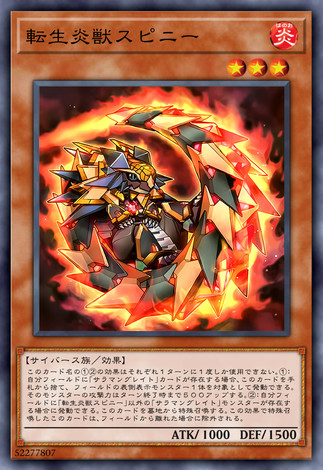 転生炎獣スピニー
炎
【サイバース族/効果】
このカード名の①②の効果はそれぞれ1ターンに1度しか使用できない。①:
自分フィールドに「サラマングレイト」カードが存在する場合、このカードを手
札から捨て、フィールドの表側表示モンスター1体を対象として発動できる。
そのモンスターの攻撃力はターン終了時まで500アップする。②:自分フィール
ドに「転生炎獣スピニー」以外の「サラマングレイト」モンスターが存在す
る場合に発動できる。このカードを墓地から特殊召喚する。この効果で特殊召喚
したこのカードは、フィールドから離れた場合に除外される。
ATK/1000 DEF/1500
52277807